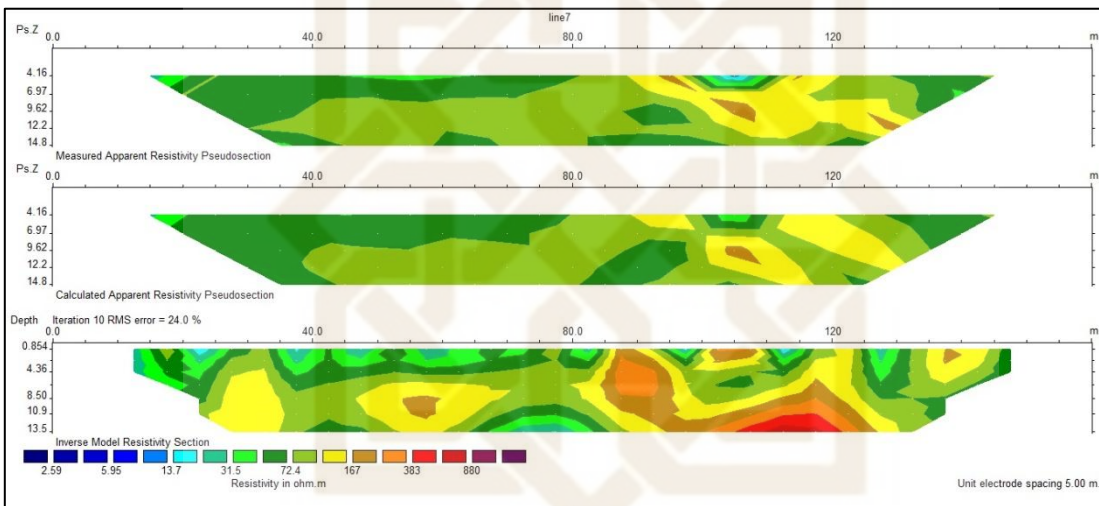 line7
Ps.Z 0.0 40.0 80.0 120 m.
4.16
6.97
9.62
12.2
14.8
Measured Apparent Resistivity Pseudosection
Ps.Z 0.0 40.0 80.0 120 m.
4.16
6.97
9.62
12.2
14.8
Calculated Apparent Resistivity Pseudosection
Depth Iteration 10 RMS error = 24.0 %
0.0 40.0 80.0 120 m.
0.854
4.36
8.50
10.9
13.5
Inverse Model Resistivity Section
2.59 5.95 13.7 31.5 72.4 167 383 880
Resistivity in ohm.m
Unit electrode spacing 5.00 m.